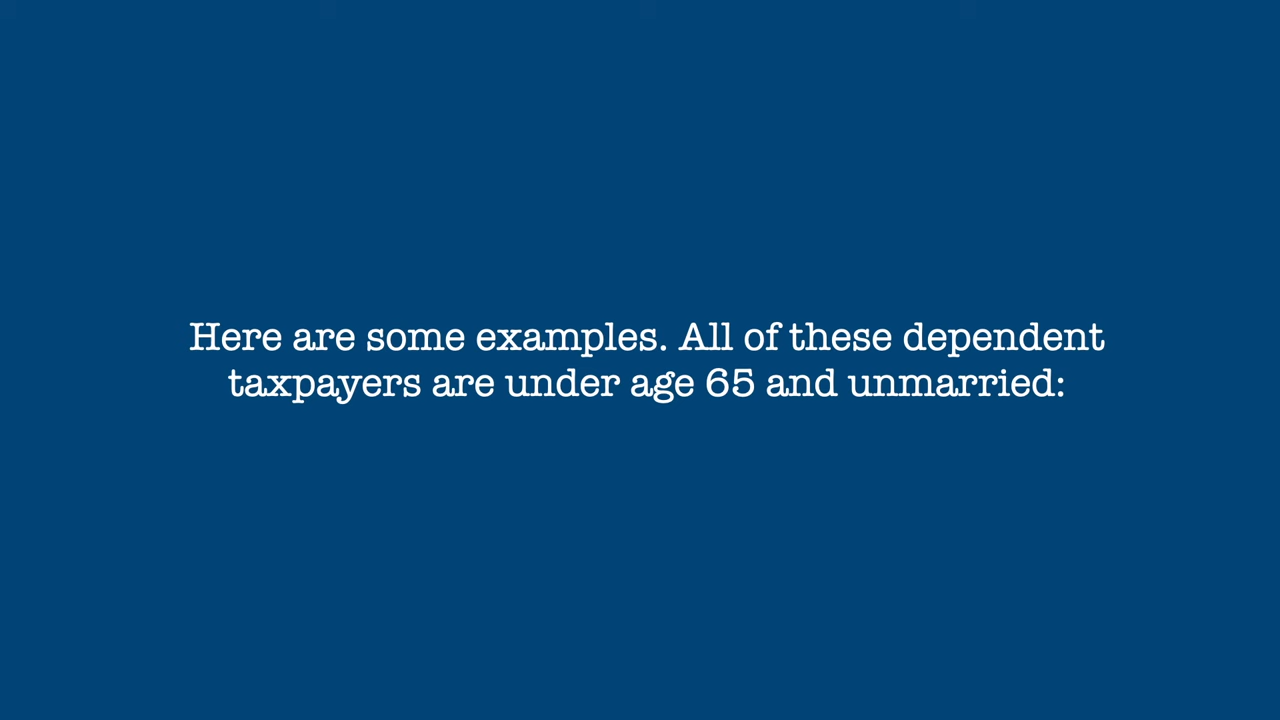 Here are some examples. All of these dependent
taxpayers are under age 65 and unmarried: